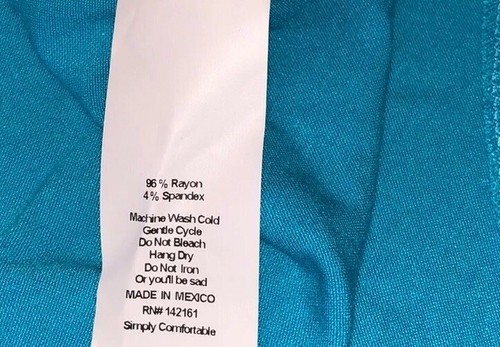 96 % Rayon
4% Spandex
Machine Wash Cold
Gentle Cycle
Do Not Bleach
Hang Dry
Do Not Iron
Or you'll be sad
MADE IN MEXICO
RN# 142161
Simply Comfortable